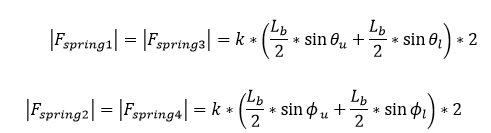 |F_spring1| = |F_spring3| = k * (L_b/2 * sin θ_u + L_b/2 * sin θ_l) * 2
|F_spring2| = |F_spring4| = k * (L_b/2 * sin ϕ_u + L_b/2 * sin ϕ_l) * 2